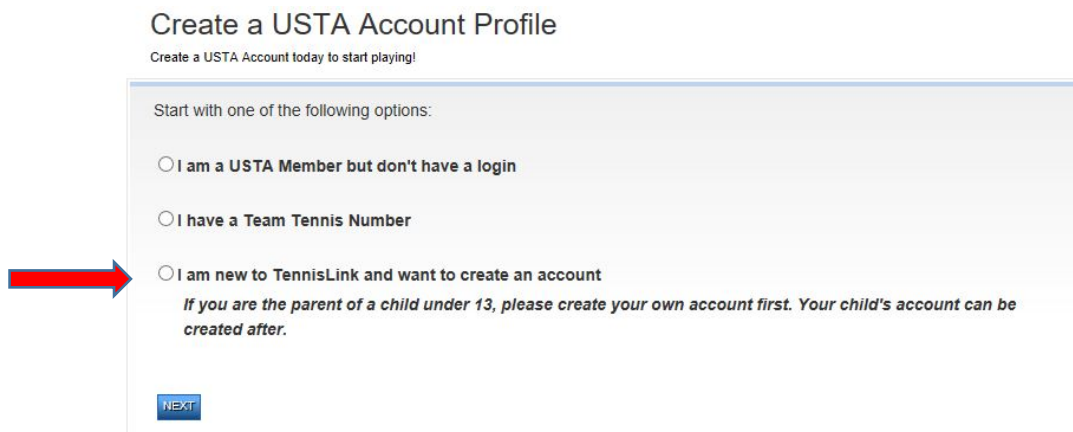 Create a USTA Account Profile
Create a USTA Account today to start playing!
Start with one of the following options:
I am a USTA Member but don't have a login
I have a Team Tennis Number
I am new to TennisLink and want to create an account
If you are the parent of a child under 13, please create your own account first. Your child's account can be
created after.
NEXT